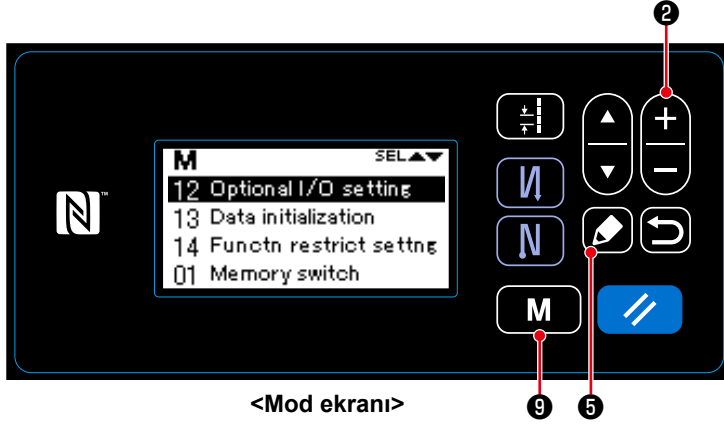 ❷
M SEL▲▼
12 Optional I/O setting
13 Data initialization
14 Functn restrict settng
01 Memory switch
N™
M
<Mod ekranı>
❾ ❺